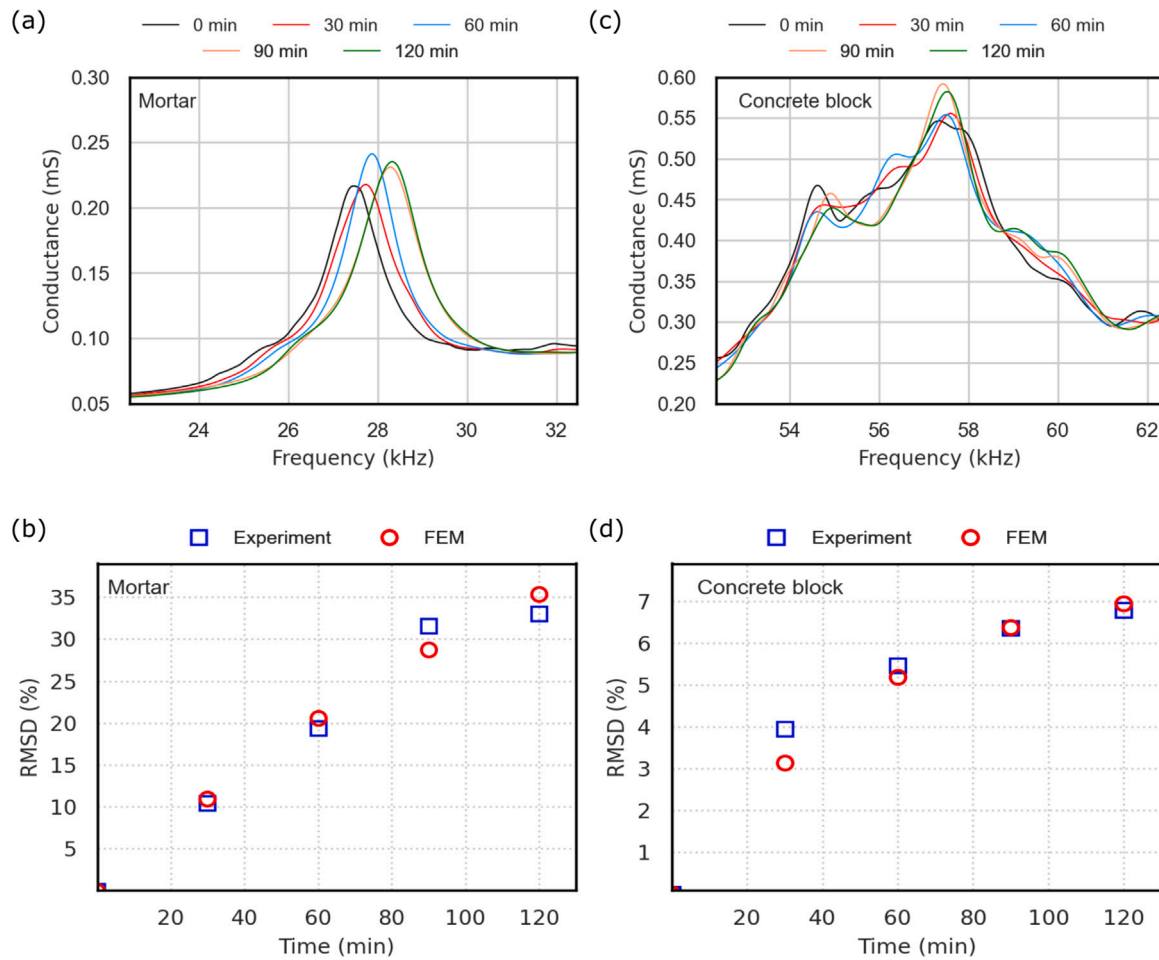 (a)
0 min 30 min 60 min
90 min 120 min
0.30
0.25
0.20
0.15
0.10
0.05
Conductance (mS)
Mortar
24 26 28 30 32
Frequency (kHz)
(c)
0 min 30 min 60 min
90 min 120 min
0.60
0.55
0.50
0.45
0.40
0.35
0.30
0.25
0.20
Conductance (mS)
Concrete block
54 56 58 60 62
Frequency (kHz)
(b)
Experiment FEM
35
30
25
20
15
10
5
RMSD (%)
Mortar
20 40 60 80 100 120
Time (min)
(d)
Experiment FEM
7
6
5
4
3
2
1
RMSD (%)
Concrete block
20 40 60 80 100 120
Time (min)